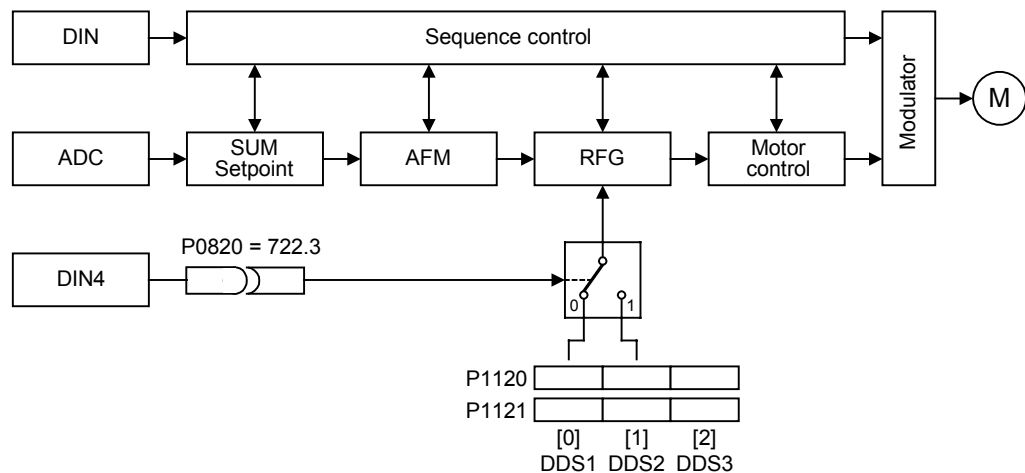 DIN
Sequence control
Modulator
M
ADC
SUM
Setpoint
AFM
RFG
Motor
control
P0820 = 722.3
DIN4
0
1
P1120
P1121
[0] [1] [2]
DDS1 DDS2 DDS3